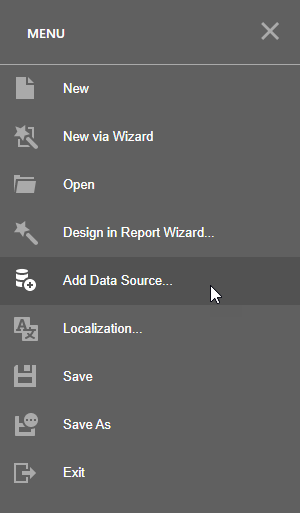 MENU
New
New via Wizard
Open
Design in Report Wizard...
Add Data Source...
Localization...
Save
Save As
Exit